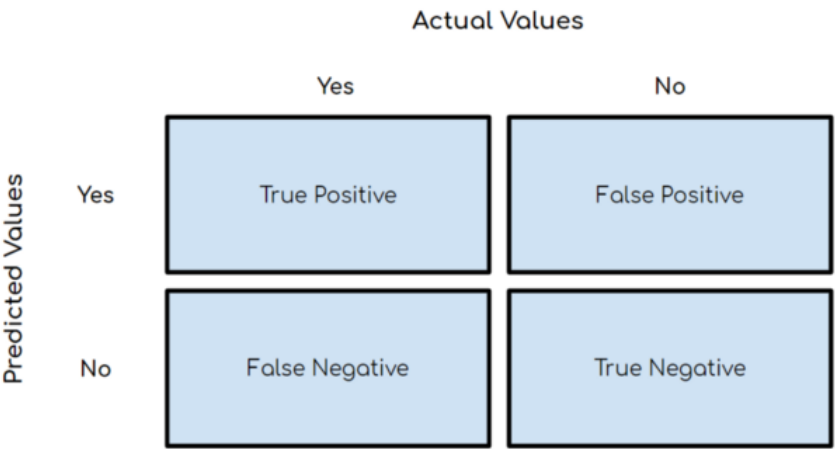 Actual Values
Yes
No
Predicted Values
Yes
True Positive
False Positive
No
False Negative
True Negative